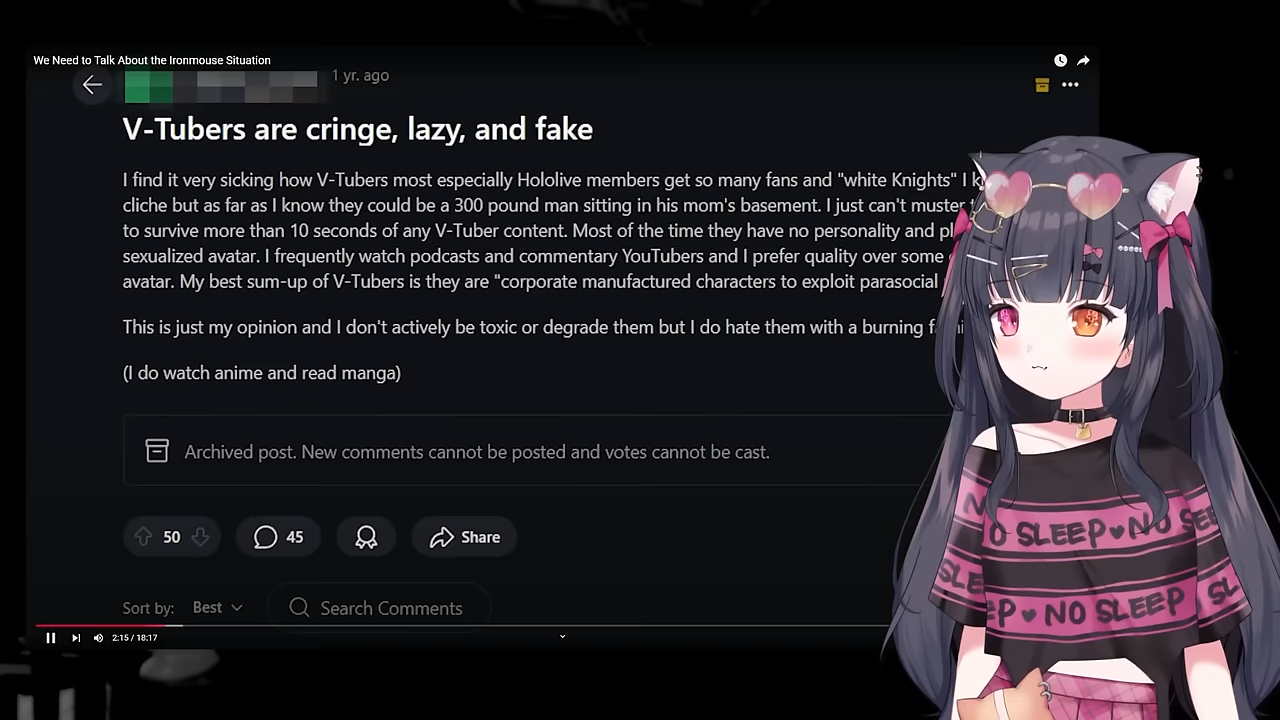 We Need to Talk About the Ironmouse Situation
1 yr. ago
V-Tubers are cringe, lazy, and fake
I find it very sicking how V-Tubers most especially Hololive members get so many fans and "white Knights" I
cliche but as far as I know they could be a 300 pound man sitting in his mom's basement. I just can't muster
to survive more than 10 seconds of any V-Tuber content. Most of the time they have no personality and
sexualized avatar. I frequently watch podcasts and commentary YouTubers and I prefer quality over some
avatar. My best sum-up of V-Tubers is they are "corporate manufactured characters to exploit parasocial
This is just my opinion and I don't ctively be toxic or degrade them but I do hate them with a burning
(I do watch anime and read manga)
Archived post. New comments cannot be posted and votes cannot be cast.
50
45
Share
Sort by: Best
Search Comments
2:15 / 18:17
NO SLEEP♥NO
SLEEP♥NO SLEEP